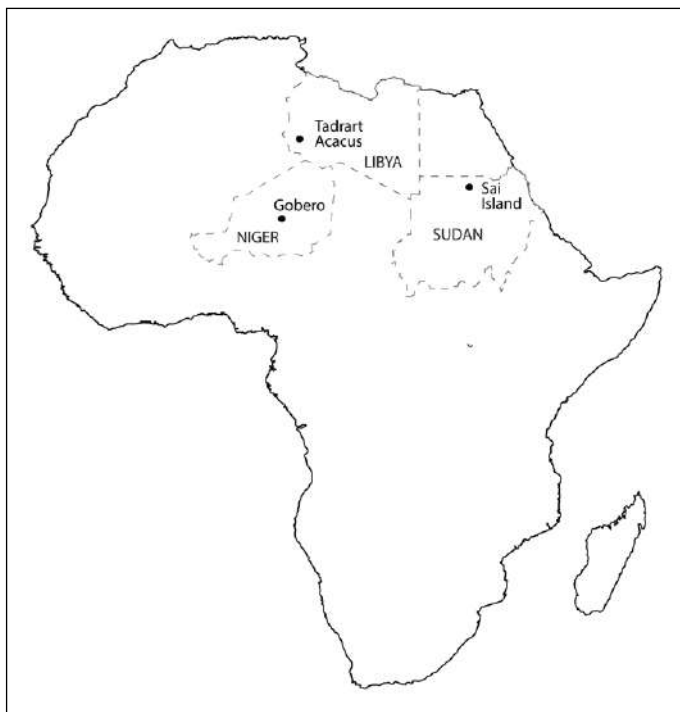 Tadrart
Acacus
LIBYA
Sai
Island
Gobero
NIGER
SUDAN